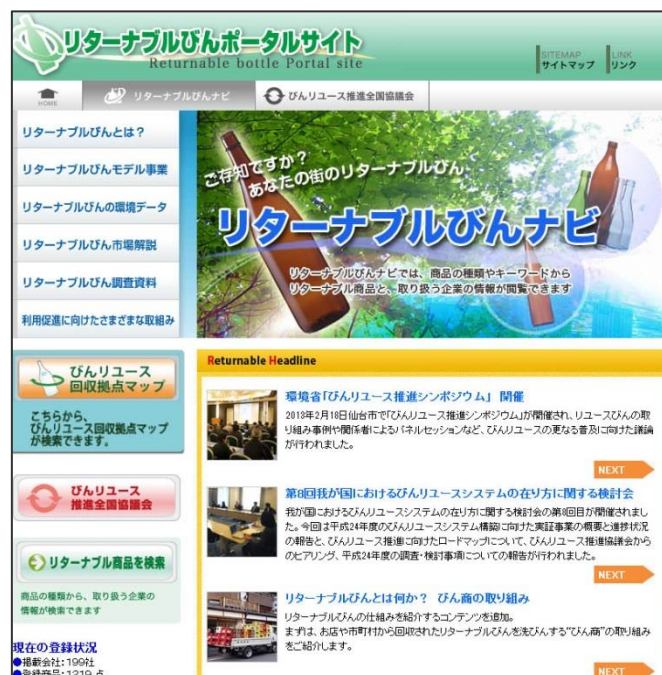 リターナブルびんポータルサイト
Returnable bottle Portal site
SITEMAP
サイトマップ
LINK
リンク
HOME
リターナブルびんナビ
びんリユース推進全国協議会
リターナブルびんとは？
リターナブルびんモデル事業
リターナブルびんの環境データ
リターナブルびん市場解説
リターナブルびん調査資料
利用促進に向けたさまざまな取組み
ご存知ですか？
あなたの街のリターナブルびん
リターナブルびんナビ
リターナブルびんナビでは、商品の種類やキーワードから
リターナブル商品と、取り扱う企業の情報が閲覧できます
びんリユース
回収拠点マップ
こちらから、
びんリユース回収拠点マップ
が検索できます。
びんリユース
推進全国協議会
リターナブル商品を検索
商品の種類から、取り扱う企業の
情報が検索できます
現在の登録状況
●掲載会社：199社
●登録商品：1319 点
Returnable Headline
環境省「びんリユース推進シンポジウム」 開催
2013年2月18日仙台市で「びんリユース推進シンポジウム」が開催され、リユースびんの取
り組み事例や関係者によるパネルセッションなど、びんリユースの更なる普及に向けた議論
が行われました。
NEXT
第8回我が国におけるびんリユースシステムの在り方に関する検討会
我が国におけるびんリユースシステムの在り方に関する検討会の第8回目が開催されまし
た。今回は平成24年度のびんリユースシステム構築に向けた実証事業の概要と進捗状況
の報告と、びんリユース推進に向けたロードマップについて、びんリユース推進協議会から
のヒアリング、平成24年度の調査・検討事項についての報告が行われました。
NEXT
リターナブルびんとは何か？ びん商の取り組み
リターナブルびんの仕組みを紹介するコンテンツを追加。
まずは、お店や市町村から回収されたリターナブルびんを洗びんする“びん商”の取り組み
をご紹介します。
NEXT